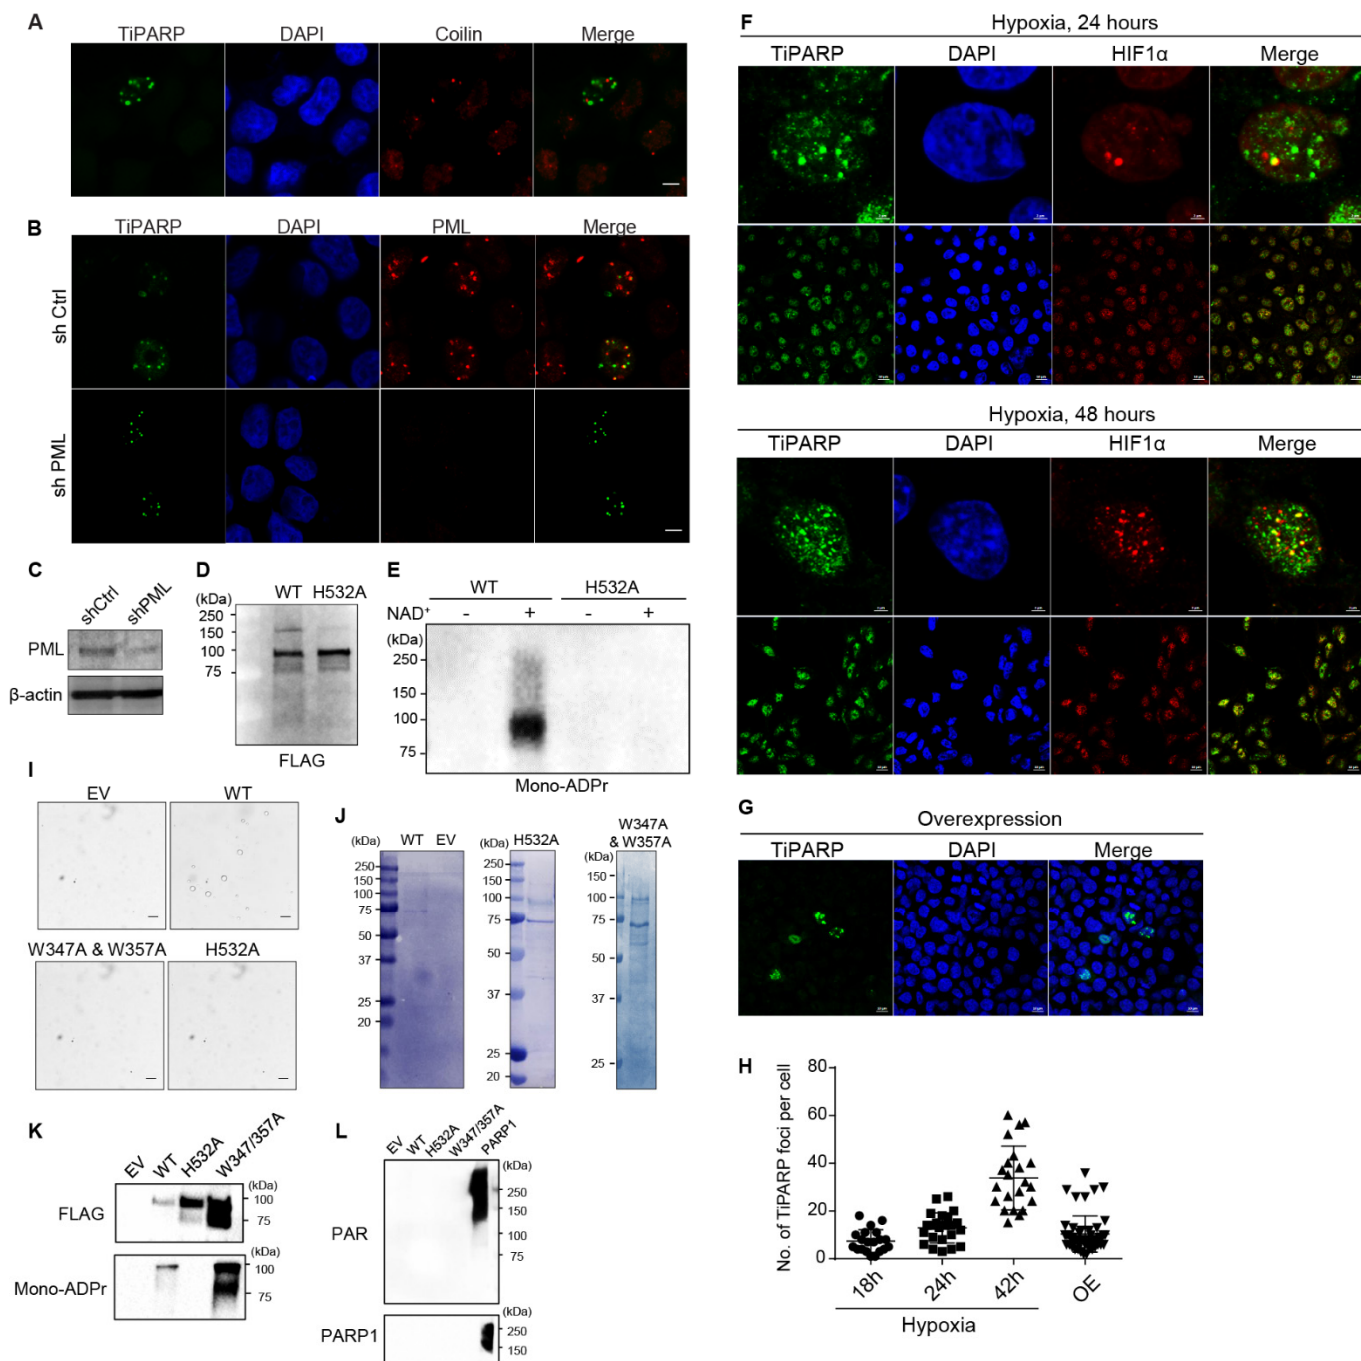 A
TiPARP DAPI Coilin Merge
B
TiPARP DAPI PML Merge
sh Ctrl
sh PML
C
shCtrl shPML
PML
β-actin
D
WT H532A
(kDa)
250
150
100
75
FLAG
E
WT H532A
NAD⁺ - + - +
(kDa)
250
150
100
75
Mono-ADPr
F
Hypoxia, 24 hours
TiPARP DAPI HIF1α Merge
Hypoxia, 48 hours
TiPARP DAPI HIF1α Merge
G
Overexpression
TiPARP DAPI Merge
H
No. of TiPARP foci per cell
80
60
40
20
0
18h 24h 42h OE
Hypoxia
I
EV WT
W347A & W357A H532A
J
(kDa) WT EV
250
150
100
75
50
37
25
20
(kDa) H532A
250
150
100
75
50
37
25
20
W347A
& W357A
(kDa)
150
100
75
50
37
25
K
EV WT H532A W347/357A
(kDa)
FLAG
100
75
(kDa)
Mono-ADPr
100
75
L
EV WT H532A W347/357A PARP1
(kDa)
PAR
250
150
100
75
(kDa)
PARP1
250
150